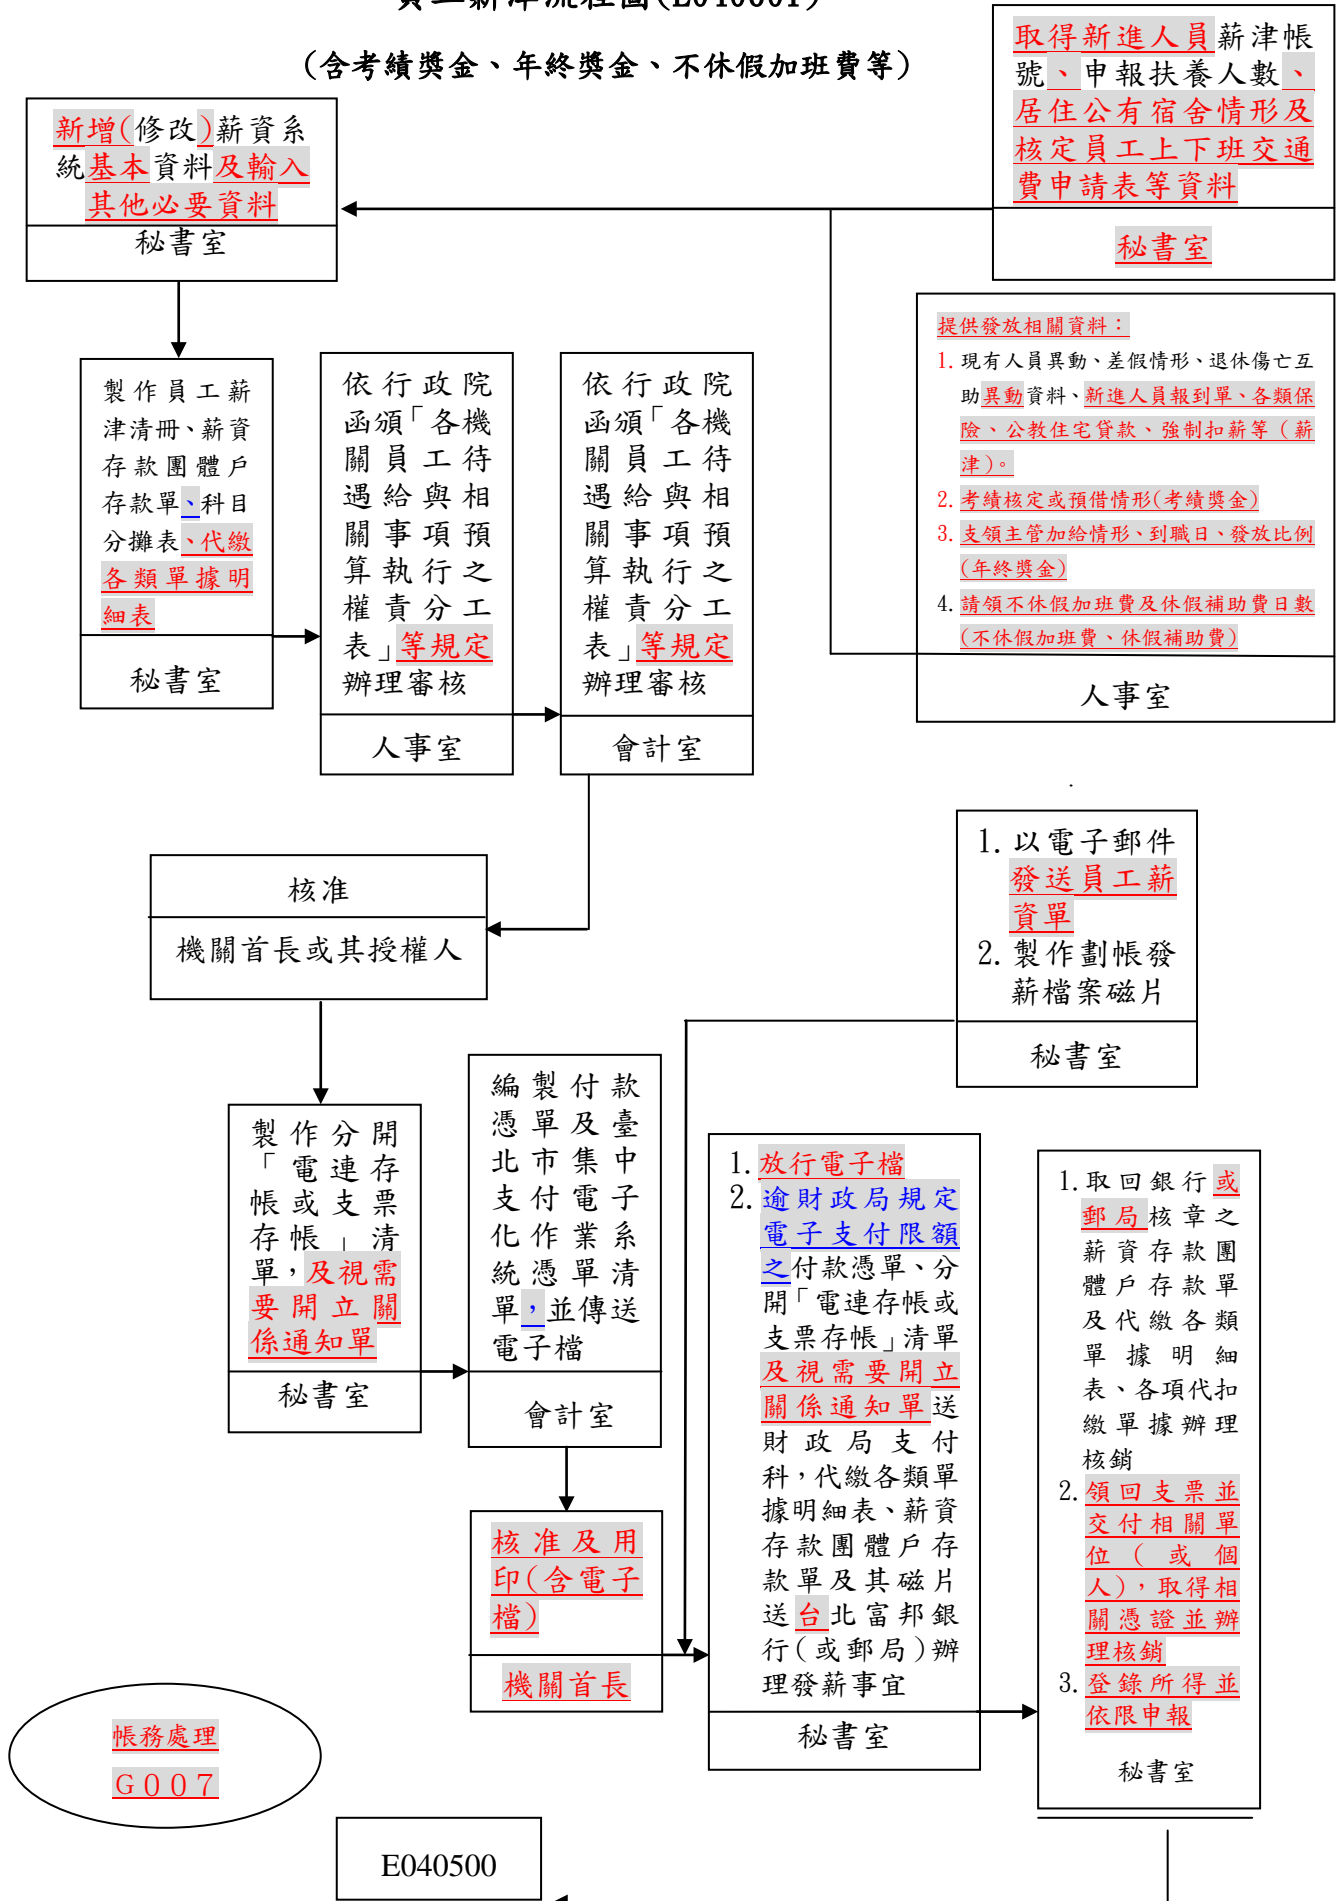 員工薪津流程圖(E040601)
(含考績獎金、年終獎金、不休假加班費等)
取得新進人員薪津帳
號、申報扶養人數、
居住公有宿舍情形及
核定員工上下班交通
費申請表等資料
秘書室
新增(修改)薪資系
統基本資料及輸入
其他必要資料
秘書室
提供發放相關資料：
1. 現有人員異動、差假情形、退休傷亡互
助異動資料、新進人員報到單、各類保
險、公教住宅貸款、強制扣薪等（薪
津）。
2. 考績核定或預借情形(考績獎金)
3. 支領主管加給情形、到職日、發放比例
(年終獎金)
4. 請領不休假加班費及休假補助費日數
(不休假加班費、休假補助費)
人事室
製作員工薪
津清冊、薪資
存款團體戶
存款單、科目
分攤表、代繳
各類單據明
細表
秘書室
依行政院
函頒「各機
關員工待
遇給與相
關事項預
算執行之
權責分工
表」等規定
辦理審核
人事室
依行政院
函頒「各機
關員工待
遇給與相
關事項預
算執行之
權責分工
表」等規定
辦理審核
會計室
核准
機關首長或其授權人
1. 以電子郵件
發送員工薪
資單
2. 製作劃帳發
薪檔案磁片
秘書室
製作分開
「電連存
帳或支票
存帳」清
單，及視需
要開立關
係通知單
秘書室
編製付款
憑單及臺
北市集中
支付電子
化作業系
統憑單清
單，並傳送
電子檔
會計室
核准及用
印(含電子
檔)
機關首長
1. 放行電子檔
2. 逾財政局規定
電子支付限額
之付款憑單、分
開「電連存帳或
支票存帳」清單
及視需要開立
關係通知單送
財政局支付
科，代繳各類單
據明細表、薪資
存款團體戶存
款單及其磁片
送台北富邦銀
行(或郵局)辦
理發薪事宜
秘書室
1. 取回銀行或
郵局核章之
薪資存款團
體戶存款單
及代繳各類
單據明細
表、各項代扣
繳單據辦理
核銷
2. 領回支票並
交付相關單
位(或個
人)，取得相
關憑證並辦
理核銷
3. 登錄所得並
依限申報
秘書室
帳務處理
Ｇ００７
E040500